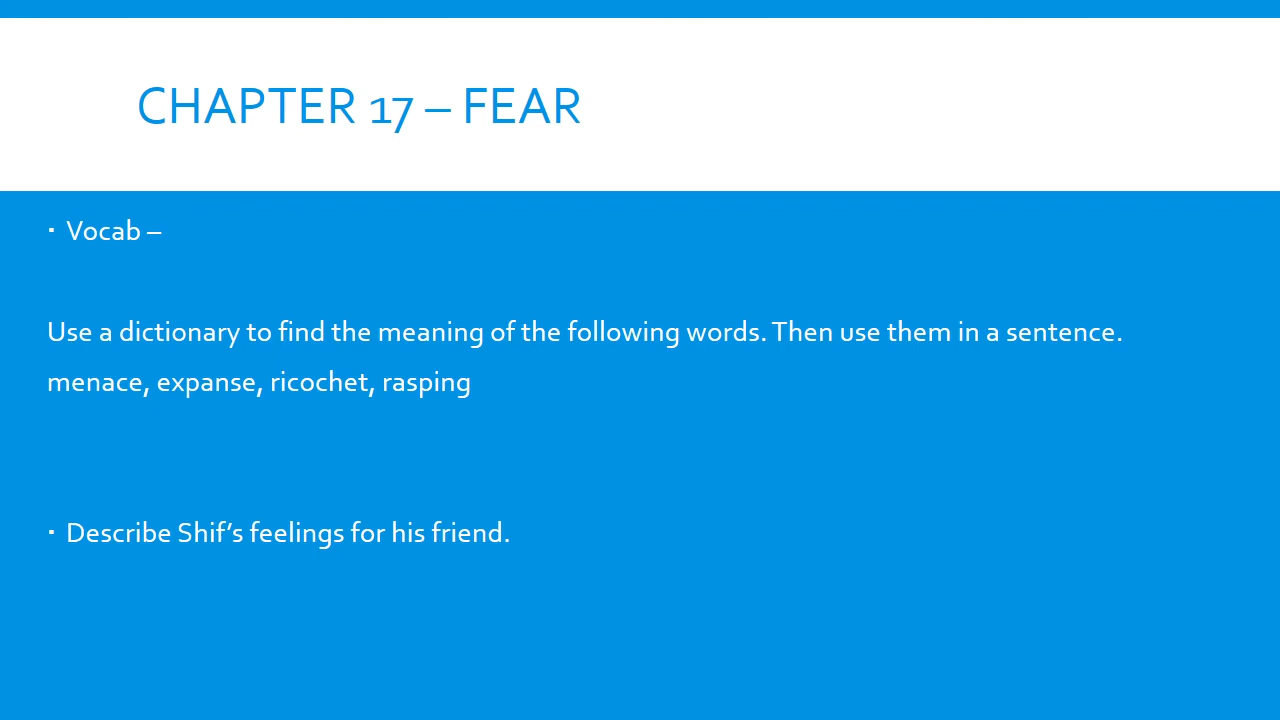 CHAPTER 17 – FEAR
▪ Vocab –
Use a dictionary to find the meaning of the following words. Then use them in a sentence.
menace, expanse, ricochet, rasping
▪ Describe Shif’s feelings for his friend.